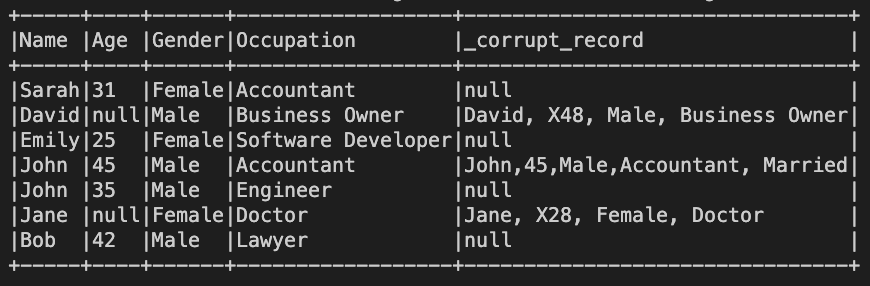 +-----+----+------+------------------+--------------------------------+
|Name |Age |Gender|Occupation        |_corrupt_record                 |
+-----+----+------+------------------+--------------------------------+
|Sarah|31  |Female|Accountant        |null                            |
|David|null|Male  |Business Owner    |David, X48, Male, Business Owner|
|Emily|25  |Female|Software Developer|null                            |
|John |45  |Male  |Accountant        |John,45,Male,Accountant, Married|
|John |35  |Male  |Engineer          |null                            |
|Jane |null|Female|Doctor            |Jane, X28, Female, Doctor       |
|Bob  |42  |Male  |Lawyer            |null                            |
+-----+----+------+------------------+--------------------------------+